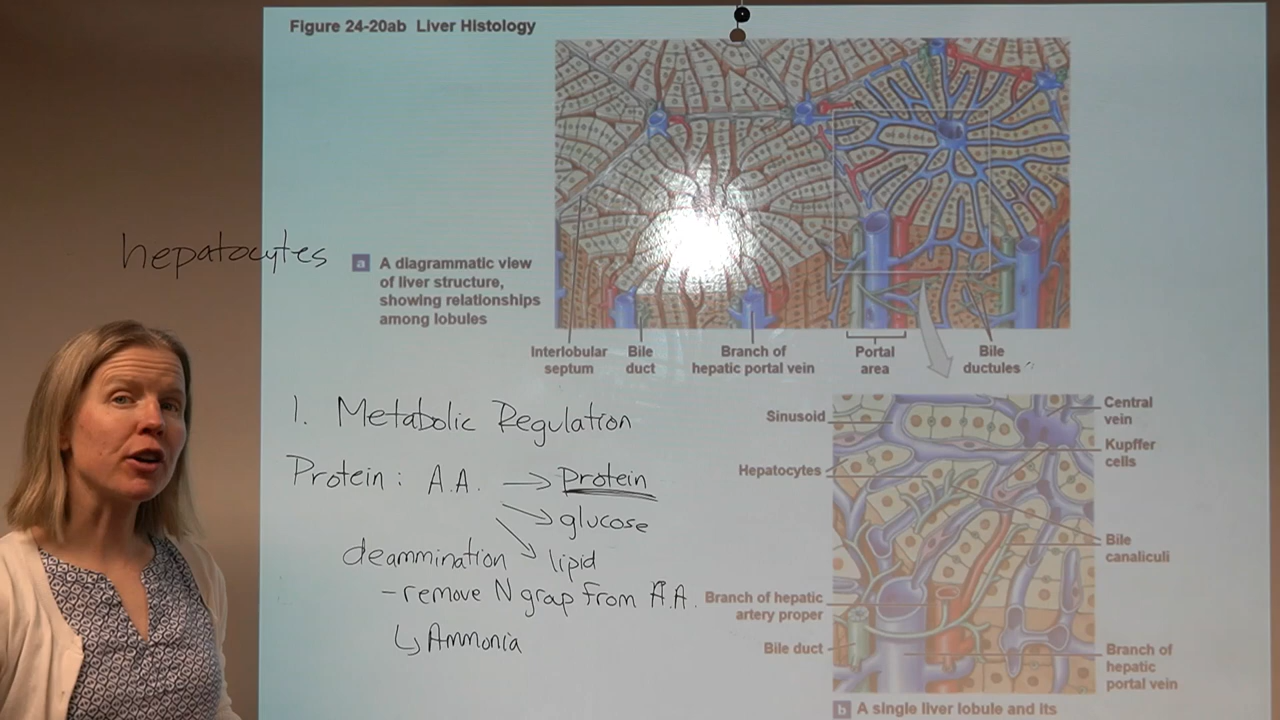 Figure 24-20ab Liver Histology
hepatocytes
a A diagrammatic view
of liver structure,
showing relationships
among lobules
Interlobular
septum
Bile
duct
Branch of
hepatic portal vein
Portal
area
Bile
ductules
1. Metabolic Regulation
Protein: A.A. → Protein
→ glucose
deammination → lipid
- remove N grap from A.A.
↳ Ammonia
Sinusoid
Hepatocytes
Branch of hepatic
artery proper
Bile duct
Central
vein
Kupffer
cells
Bile
canaliculi
Branch of
hepatic
portal vein
b A single liver lobule and its